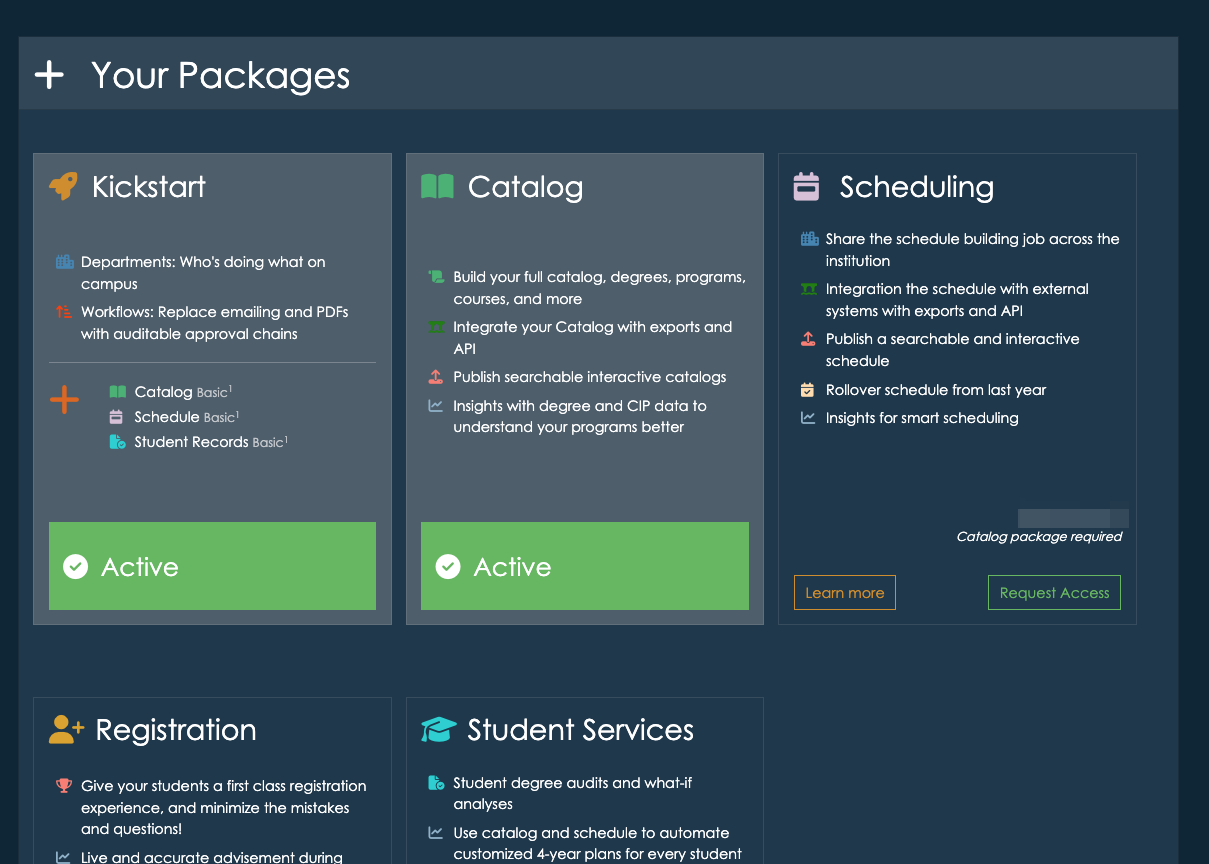 Your Packages
Kickstart
Departments: Who's doing what on
campus
Workflows: Replace emailing and PDFs
with auditable approval chains
Catalog Basic¹
Schedule Basic¹
Student Records Basic¹
Active
Catalog
Build your full catalog, degrees, programs,
courses, and more
Integrate your Catalog with exports and
API
Publish searchable interactive catalogs
Insights with degree and CIP data to
understand your programs better
Active
Scheduling
Share the schedule building job across the
institution
Integration the schedule with external
systems with exports and API
Publish a searchable and interactive
schedule
Rollover schedule from last year
Insights for smart scheduling
Catalog package required
Learn more
Request Access
Registration
Give your students a first class registration
experience, and minimize the mistakes
and questions!
Live and accurate advisement during
Student Services
Student degree audits and what-if
analyses
Use catalog and schedule to automate
customized 4-year plans for every student